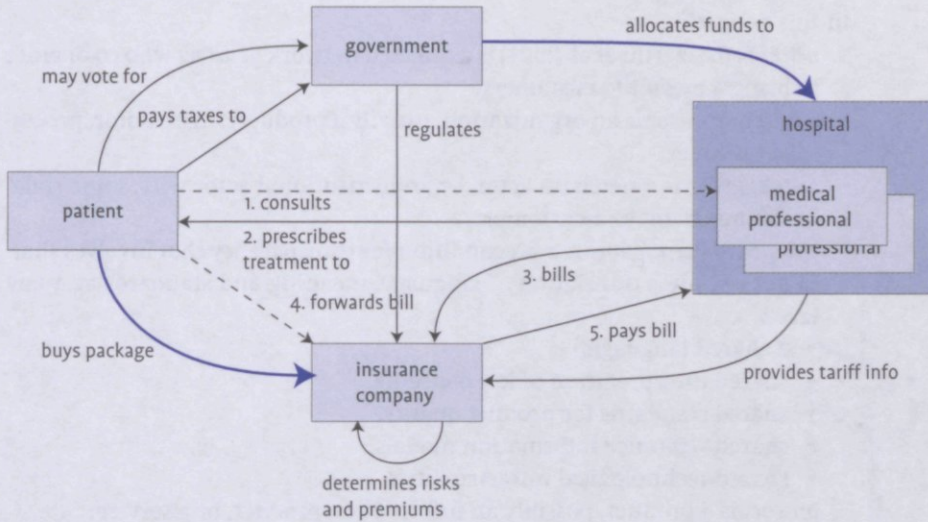 allocates funds to
government
may vote for
pays taxes to
regulates
hospital
patient
1. consults
medical
professional
professional
2. prescribes
treatment to
3. bills
4. forwards bill
5. pays bill
buys package
insurance
company
provides tariff info
determines risks
and premiums